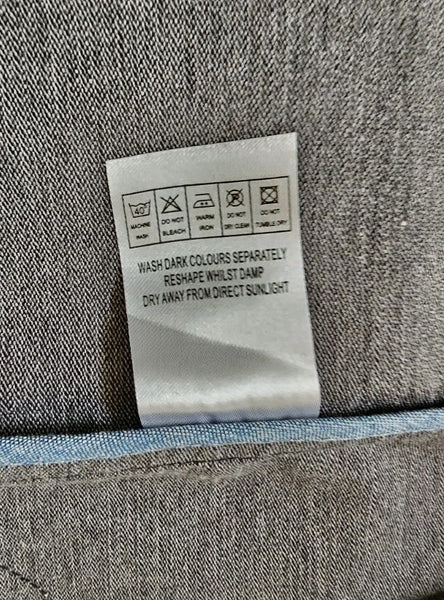 40°
MACHINE WASH
DO NOT BLEACH
WARM IRON
DO NOT DRY CLEAN
DO NOT TUMBLE DRY
WASH DARK COLOURS SEPARATELY
RESHAPE WHILST DAMP
DRY AWAY FROM DIRECT SUNLIGHT